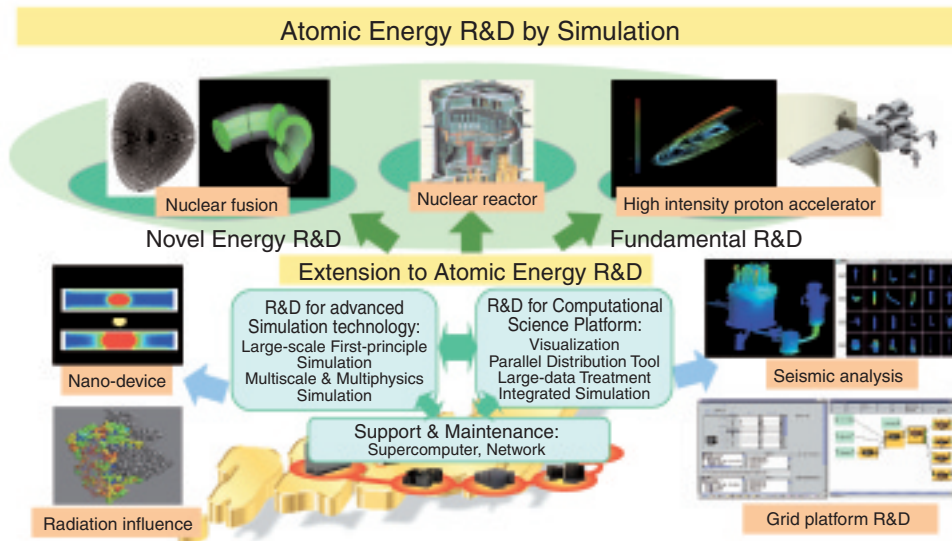 Atomic Energy R&D by Simulation
Nuclear fusion
Nuclear reactor
High intensity proton accelerator
Novel Energy R&D
Fundamental R&D
Extension to Atomic Energy R&D
R&D for advanced
Simulation technology:
Large-scale First-principle
Simulation
Multiscale & Multiphysics
Simulation
R&D for Computational
Science Platform:
Visualization
Parallel Distribution Tool
Large-data Treatment
Integrated Simulation
Nano-device
Seismic analysis
Support & Maintenance:
Supercomputer, Network
Radiation influence
Grid platform R&D